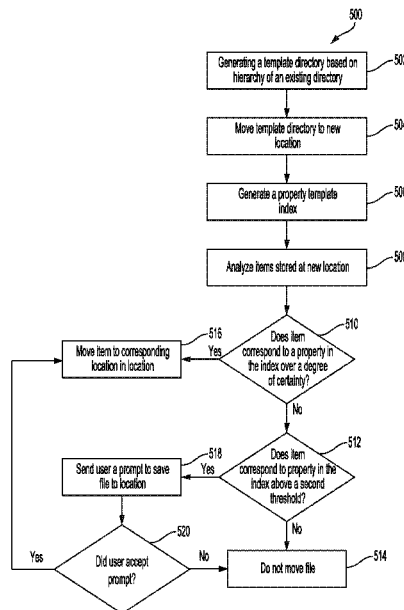 500
Generating a template directory based on
hierarchy of an existing directory
Move template directory to new
location
504
Generate a property template
index
Analyze items stored at new location
510
Does item
correspond to a property in
the index over a degree of
certainty?
Yes
516
Move item to corresponding
location in location
No
512
Does item
correspond to property in the
index above a second
threshold?
Yes
518
Send user a prompt to save
file to location
No
520
Did user accept
prompt?
Yes
No
514
Do not move file